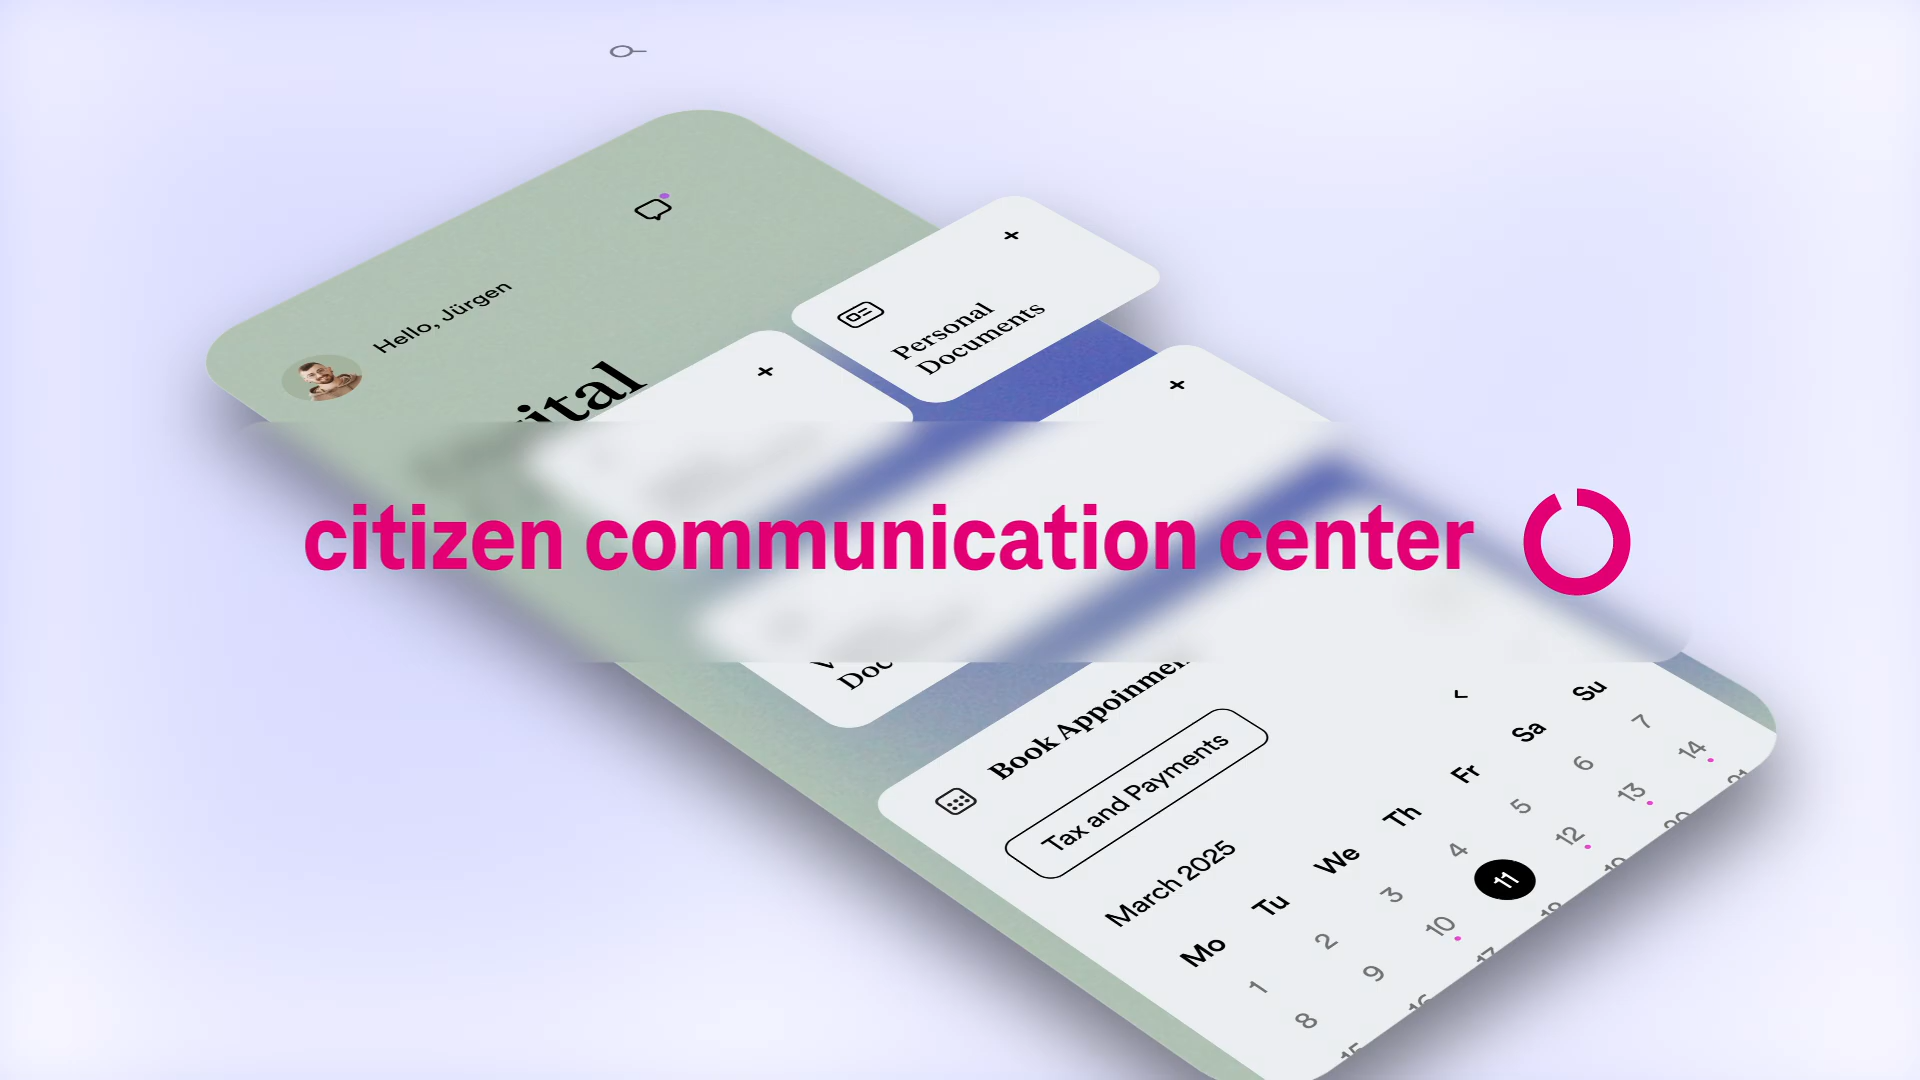 Hello, Jürgen
Personal
Documents
citizen communication center
Book Appoinmen
Tax and Payments
March 2025
Mo Tu We Th Fr Sa Su
1 2 3 4 5 6 7
8 9 10 11 12 13 14